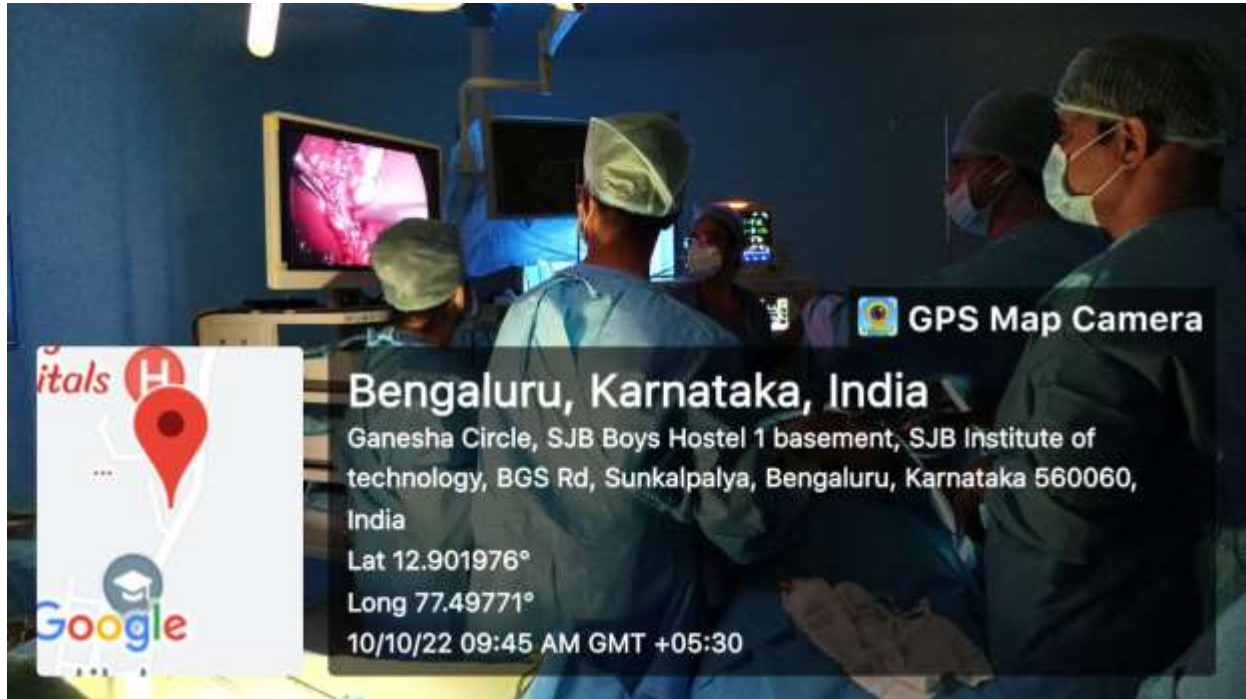 GPS Map Camera
itals
H
Bengaluru, Karnataka, India
Ganesha Circle, SJB Boys Hostel 1 basement, SJB Institute of
technology, BGS Rd, Sunkalpalya, Bengaluru, Karnataka 560060,
India
Lat 12.901976°
Long 77.49771°
10/10/22 09:45 AM GMT +05:30
Google